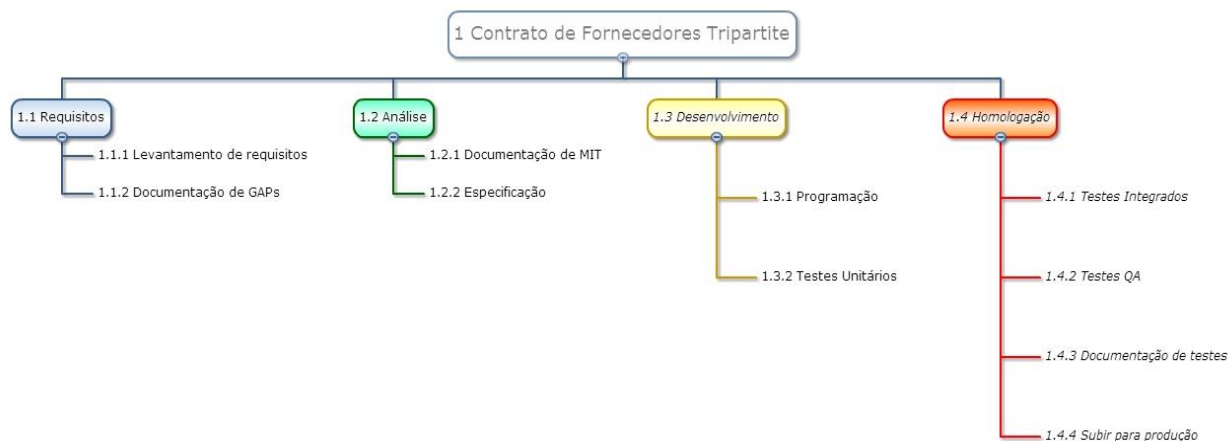 1 Contrato de Fornecedores Tripartite
1.1 Requisitos
1.1.1 Levantamento de requisitos
1.1.2 Documentação de GAPs
1.2 Análise
1.2.1 Documentação de MIT
1.2.2 Especificação
1.3 Desenvolvimento
1.3.1 Programação
1.3.2 Testes Unitários
1.4 Homologação
1.4.1 Testes Integrados
1.4.2 Testes QA
1.4.3 Documentação de testes
1.4.4 Subir para produção